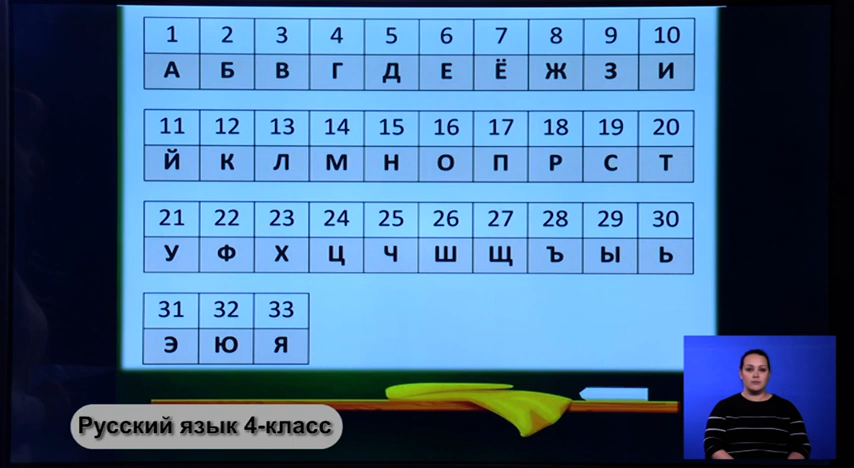 1 2 3 4 5 6 7 8 9 10
А Б В Г Д Е Ё Ж З И
11 12 13 14 15 16 17 18 19 20
Й К Л М Н О П Р С Т
21 22 23 24 25 26 27 28 29 30
У Ф Х Ц Ч Ш Щ Ъ Ы Ь
31 32 33
Э Ю Я
Русский язык 4-класс